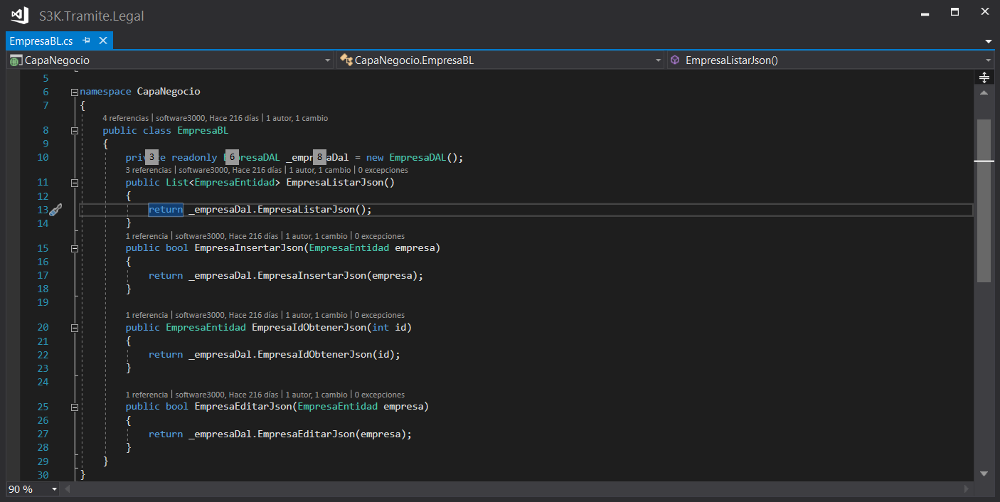 S3K.Tramite.Legal
EmpresaBL.cs
CapaNegocio CapaNegocio.EmpresaBL EmpresaListarJson()
5
6 namespace CapaNegocio
7 {
4 referencias | software3000, Hace 216 días | 1 autor, 1 cambio
8 public class EmpresaBL
9 {
10 pri3e readonly 6presaDAL _empr8aDal = new EmpresaDAL();
3 referencias | software3000, Hace 216 días | 1 autor, 1 cambio | 0 excepciones
11 public List<EmpresaEntidad> EmpresaListarJson()
12 {
13 return _empresaDal.EmpresaListarJson();
14 }
1 referencia | software3000, Hace 216 días | 1 autor, 1 cambio | 0 excepciones
15 public bool EmpresaInsertarJson(EmpresaEntidad empresa)
16 {
17 return _empresaDal.EmpresaInsertarJson(empresa);
18 }
19
1 referencia | software3000, Hace 216 días | 1 autor, 1 cambio | 0 excepciones
20 public EmpresaEntidad EmpresaIdObtenerJson(int id)
21 {
22 return _empresaDal.EmpresaIdObtenerJson(id);
23 }
24
1 referencia | software3000, Hace 216 días | 1 autor, 1 cambio | 0 excepciones
25 public bool EmpresaEditarJson(EmpresaEntidad empresa)
26 {
27 return _empresaDal.EmpresaEditarJson(empresa);
28 }
29 }
30 }
90 %